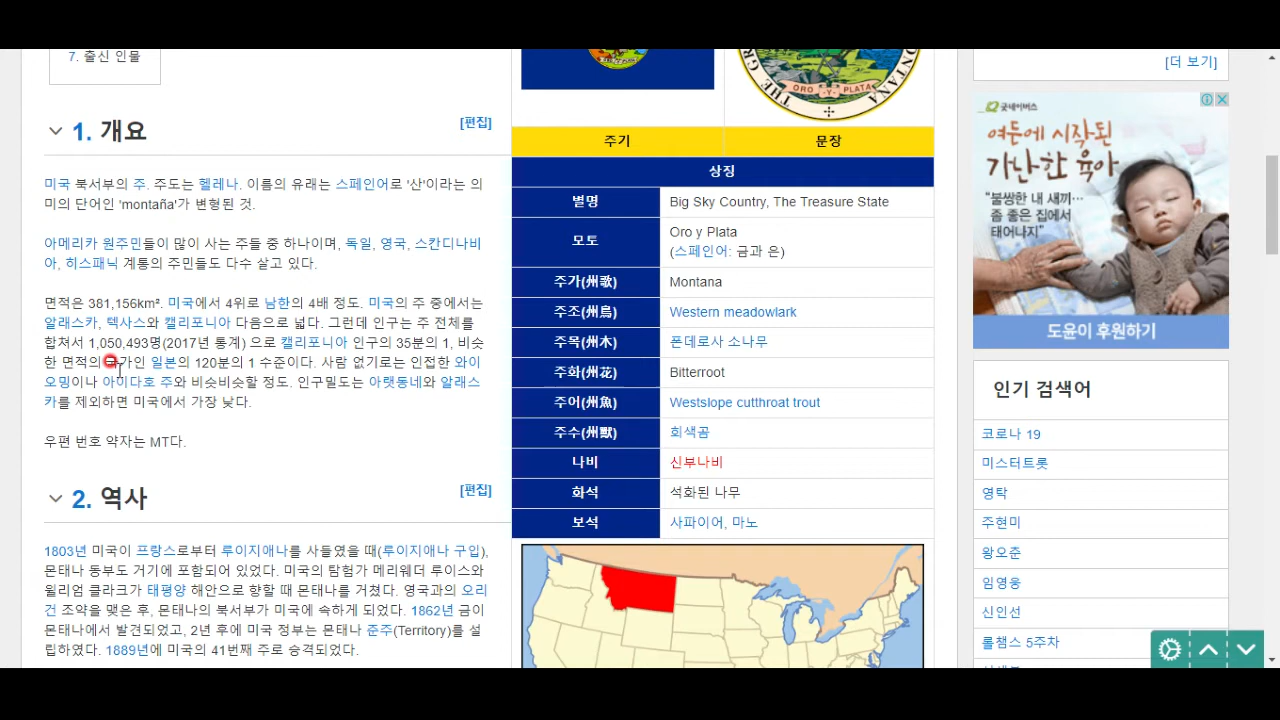 7. 출신 인물
1. 개요
[편집]
미국 북서부의 주. 주도는 헬레나. 이름의 유래는 스페인어로 '산'이라는 의
미의 단어인 'montaña'가 변형된 것.
아메리카 원주민들이 많이 사는 주들 중 하나이며, 독일, 영국, 스칸디나비
아, 히스패닉 계통의 주민들도 다수 살고 있다.
면적은 381,156km². 미국에서 4위로 남한의 4배 정도. 미국의 주 중에서는
알래스카, 텍사스와 캘리포니아 다음으로 넓다. 그런데 인구는 주 전체를
합쳐서 1,050,493명(2017년 통계) 으로 캘리포니아 인구의 35분의 1, 비슷
한 면적의 국가인 일본의 120분의 1 수준이다. 사람 없기로는 인접한 와이
오밍이나 아이다호 주와 비슷비슷할 정도. 인구밀도는 아랫동네와 알래스
카를 제외하면 미국에서 가장 낮다.
우편 번호 약자는 MT다.
2. 역사
[편집]
1803년 미국이 프랑스로부터 루이지애나를 사들였을 때(루이지애나 구입),
몬태나 동부도 거기에 포함되어 있었다. 미국의 탐험가 메리웨더 루이스와
윌리엄 클라크가 태평양 해안으로 향할 때 몬태나를 거쳤다. 영국과의 오리
건 조약을 맺은 후, 몬태나의 북서부가 미국에 속하게 되었다. 1862년 금이
몬태나에서 발견되었고, 2년 후에 미국 정부는 몬태나 준주(Territory)를 설
립하였다. 1889년에 미국의 41번째 주로 승격되었다.
THE GR ONTANA
ORO Y PLATA
주기 문장
상징
별명 Big Sky Country, The Treasure State
모토 Oro y Plata
(스페인어: 금과 은)
주가(州歌) Montana
주조(州鳥) Western meadowlark
주목(州木) 폰데로사 소나무
주화(州花) Bitterroot
주어(州魚) Westslope cutthroat trout
주수(州獸) 회색곰
나비 신부나비
화석 석화된 나무
보석 사파이어, 마노
[더 보기]
굿네이버스
여든에 시작된
가난한 육아
"불쌍한 내 새끼…
좀 좋은 집에서
태어나지"
도윤이 후원하기
인기 검색어
코로나 19
미스터트롯
영탁
주현미
왕오준
임영웅
신인선
롤챔스 5주차